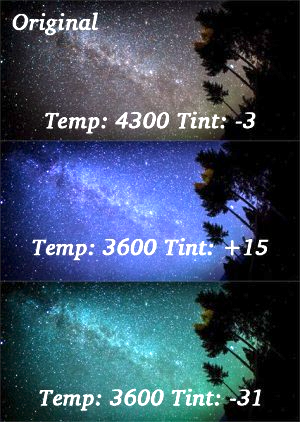 Original
Temp: 4300 Tint: -3
Temp: 3600 Tint: +15
Temp: 3600 Tint: -31